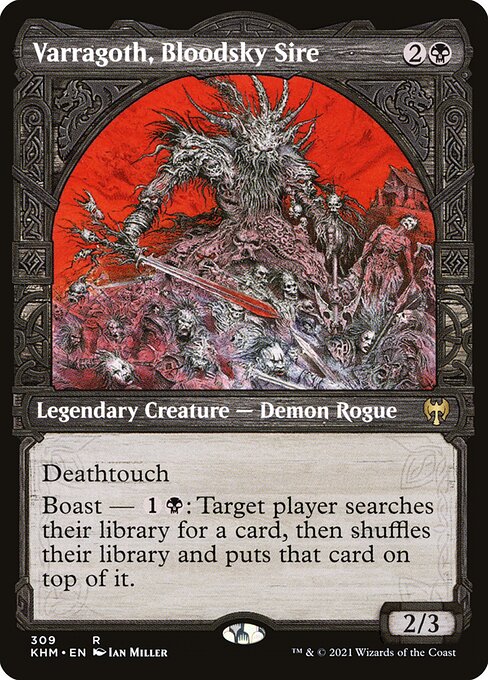 Varragoth, Bloodsky Sire 2
Legendary Creature — Demon Rogue
Deathtouch
Boast — 1 : Target player searches
their library for a card, then shuffles
their library and puts that card on
top of it.
2/3
309 R
KHM • EN Ian Miller
™ & © 2021 Wizards of the Coast